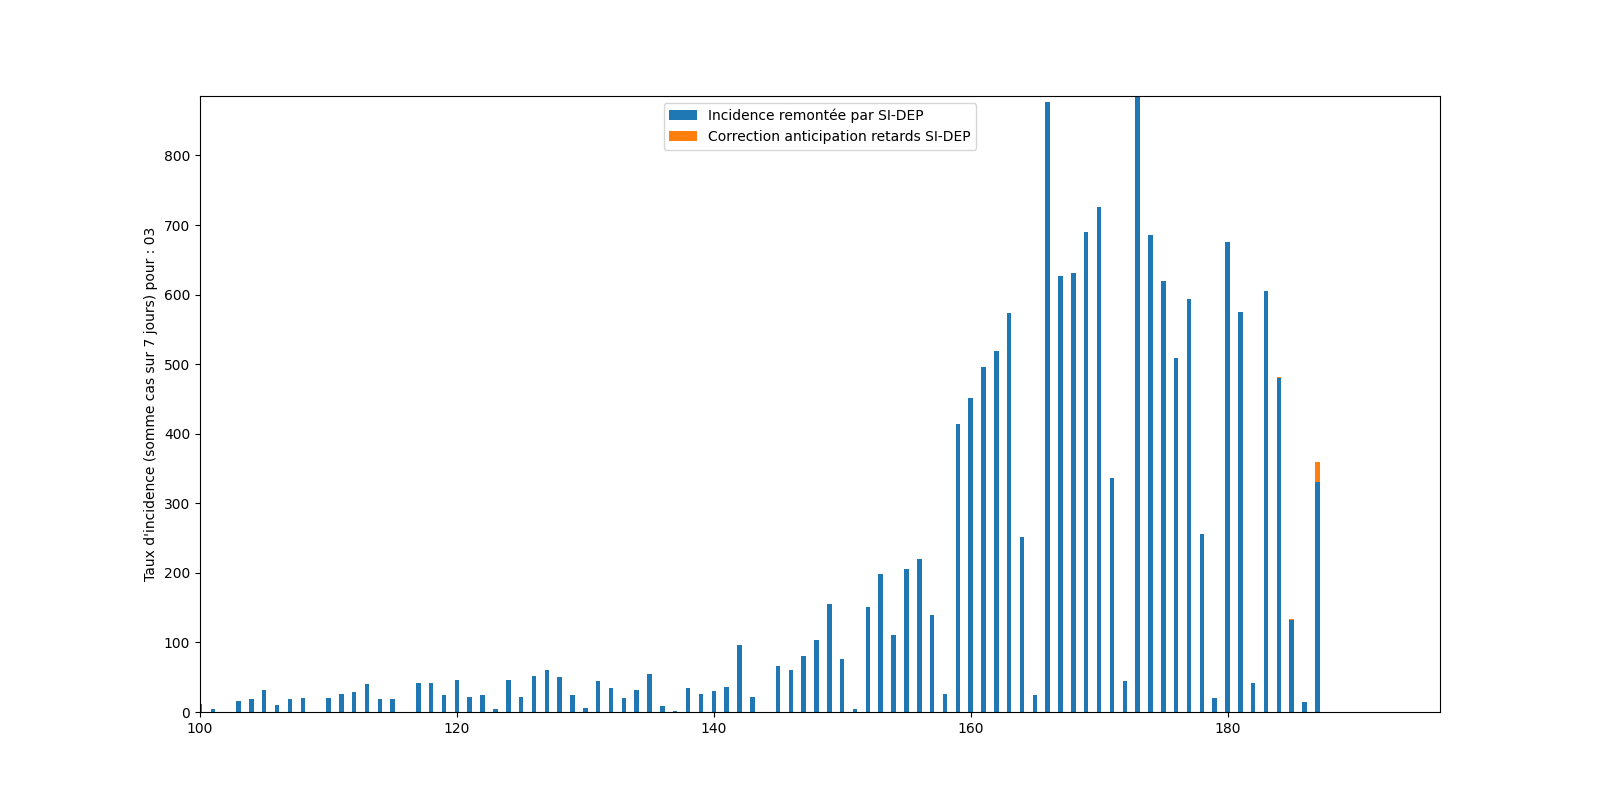 Incidence remontée par SI-DEP
Correction anticipation retards SI-DEP
Taux d'incidence (somme cas sur 7 jours) pour : 03
800
700
600
500
400
300
200
100
0
100 120 140 160 180